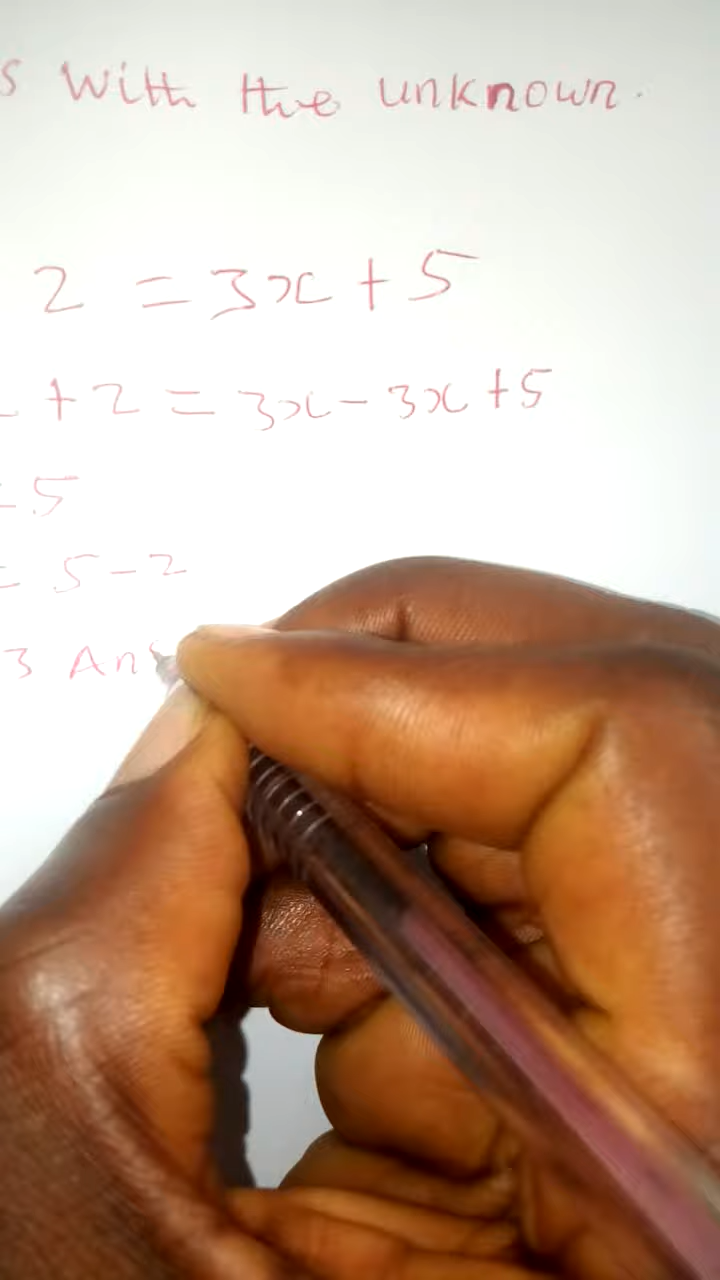 s with the unknown.
2 = 3x + 5
+ 2 = 3x - 3x + 5
= 5
= 5 - 2
3 Ans